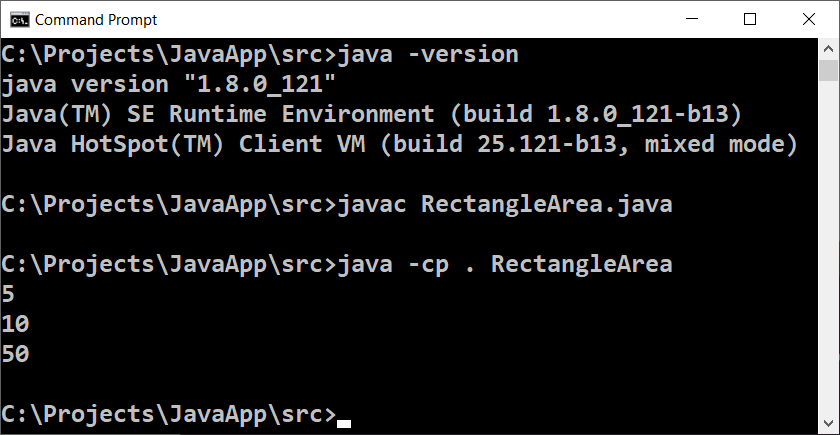 Command Prompt
C:\Projects\JavaApp\src>java -version
java version "1.8.0_121"
Java(TM) SE Runtime Environment (build 1.8.0_121-b13)
Java HotSpot(TM) Client VM (build 25.121-b13, mixed mode)
C:\Projects\JavaApp\src>javac RectangleArea.java
C:\Projects\JavaApp\src>java -cp . RectangleArea
5
10
50
C:\Projects\JavaApp\src>